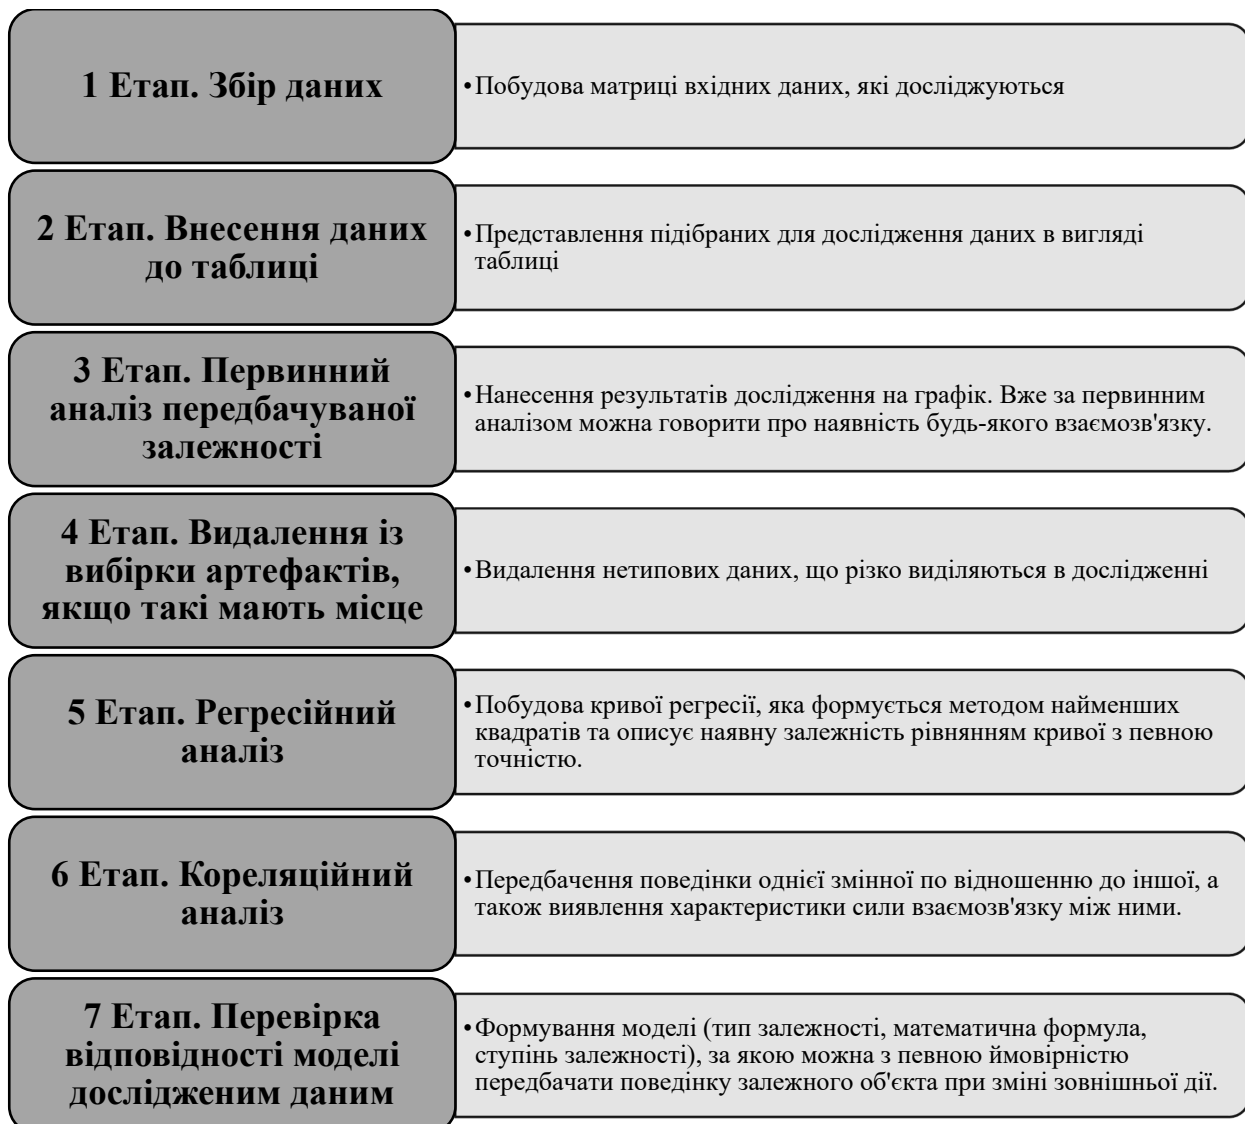 1 Етап. Збір даних
•Побудова матриці вхідних даних, які досліджуються
2 Етап. Внесення даних
до таблиці
•Представлення підібраних для дослідження даних в вигляді
таблиці
3 Етап. Первинний
аналіз передбачуваної
залежності
•Нанесення результатів дослідження на графік. Вже за первинним
аналізом можна говорити про наявність будь-якого взаємозв'язку.
4 Етап. Видалення із
вибірки артефактів,
якщо такі мають місце
•Видалення нетипових даних, що різко виділяються в дослідженні
5 Етап. Регресійний
аналіз
•Побудова кривої регресії, яка формується методом найменших
квадратів та описує наявну залежність рівнянням кривої з певною
точністю.
6 Етап. Кореляційний
аналіз
•Передбачення поведінки однієї змінної по відношенню до іншої, а
також виявлення характеристики сили взаємозв'язку між ними.
7 Етап. Перевірка
відповідності моделі
дослідженим даним
•Формування моделі (тип залежності, математична формула,
ступінь залежності), за якою можна з певною ймовірністю
передбачати поведінку залежного об'єкта при зміні зовнішньої дії.